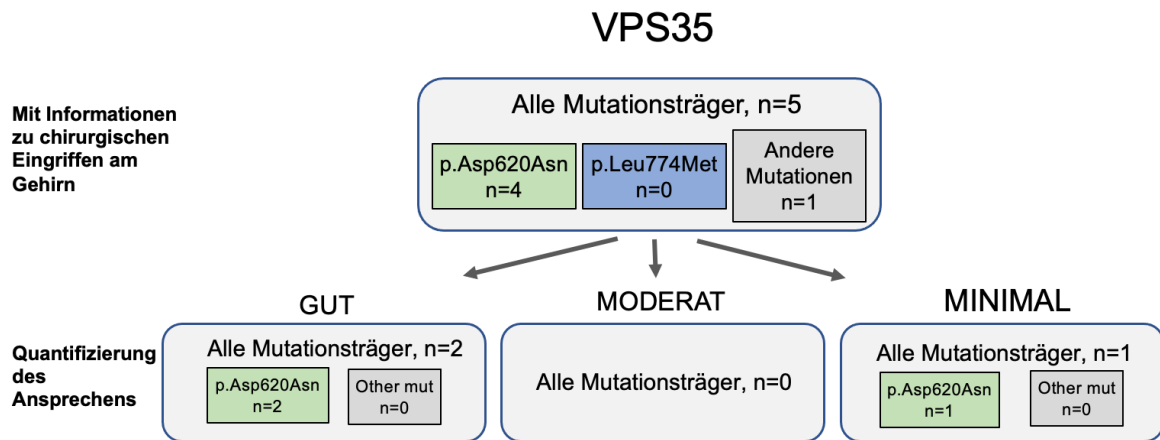 VPS35
Mit Informationen
zu chirurgischen
Eingriffen am
Gehirn
Alle Mutationsträger, n=5
p.Asp620Asn
n=4
p.Leu774Met
n=0
Andere
Mutationen
n=1
GUT
MODERAT
MINIMAL
Quantifizierung
des
Ansprechens
Alle Mutationsträger, n=2
p.Asp620Asn
n=2
Other mut
n=0
Alle Mutationsträger, n=0
Alle Mutationsträger, n=1
p.Asp620Asn
n=1
Other mut
n=0